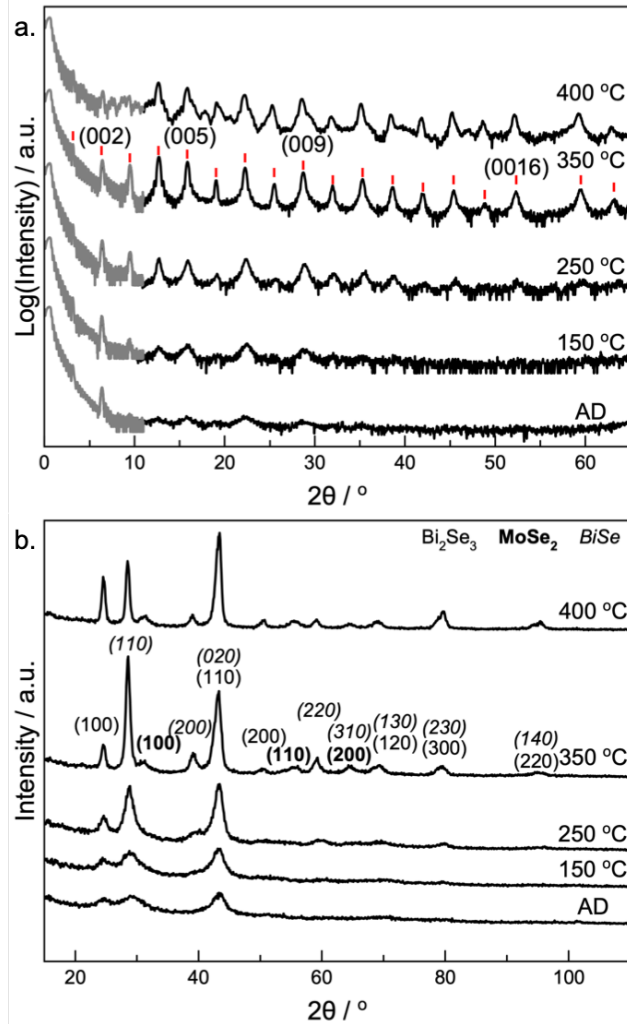 a.
400 °C
(002)
(005)
(009)
(0016)
350 °C
250 °C
150 °C
AD
Log(Intensity) / a.u.
0 10 20 30 40 50 60
2θ / °
b.
Bi₂Se₃ MoSe₂ BiSe
400 °C
(110)
(020)
(100) (100) (200) (110) (200) (110) (220) (200) (310) (130) (120) (230) (300) (140) (220)
350 °C
250 °C
150 °C
AD
Intensity / a.u.
20 40 60 80 100
2θ / °